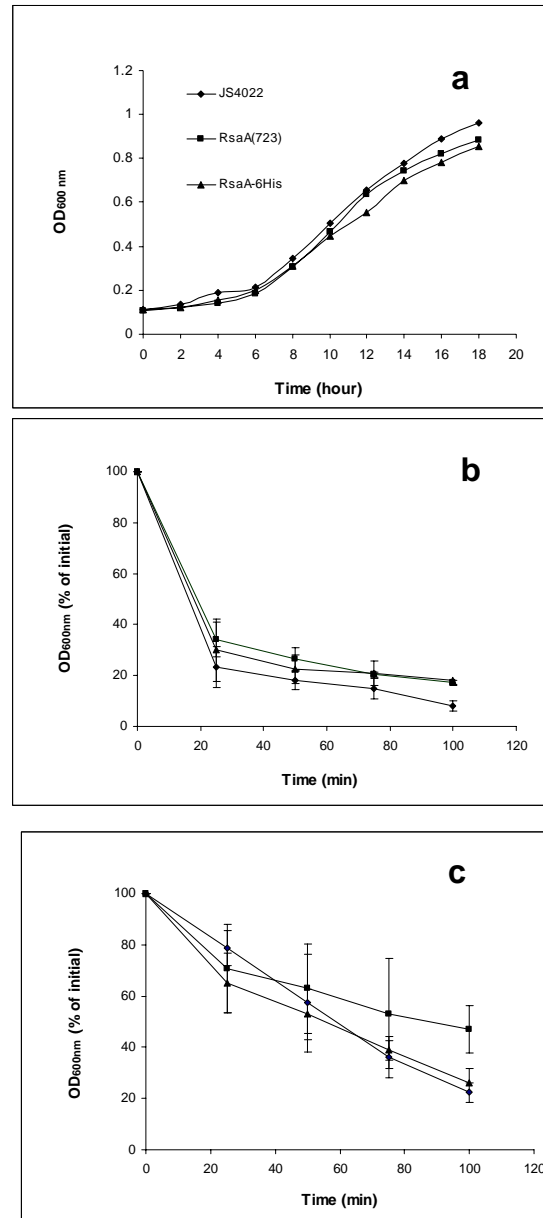 a
1.2
1
0.8
0.6
0.4
0.2
0
JS4022
RsaA(723)
RsaA-6His
OD600 nm
0 2 4 6 8 10 12 14 16 18 20
Time (hour)
b
100
80
60
40
20
0
OD600nm (% of initial)
0 20 40 60 80 100 120
Time (min)
c
100
80
60
40
20
0
OD600nm (% of initial)
0 20 40 60 80 100 120
Time (min)